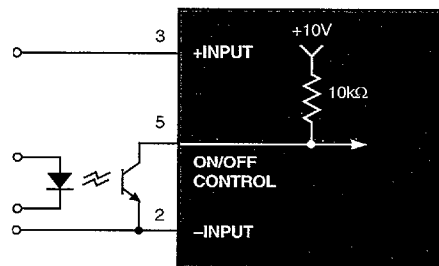 3
+INPUT
+10V
10kΩ
5
ON/OFF
CONTROL
2
−INPUT